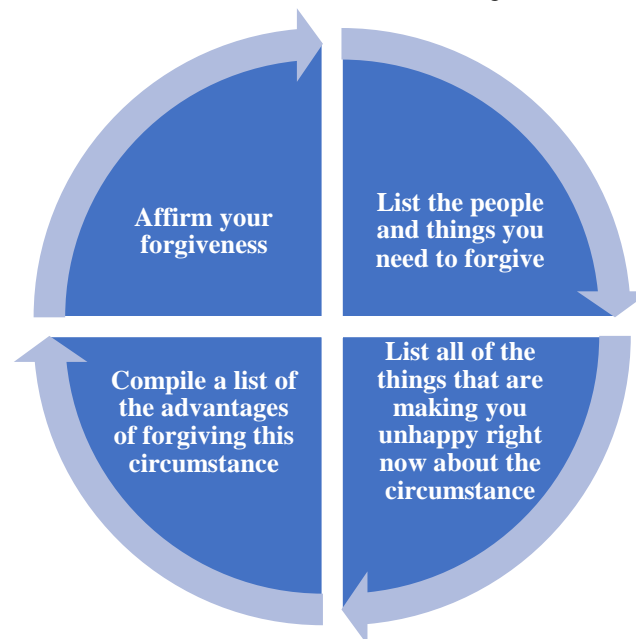 Affirm your
forgiveness
List the people
and things you
need to forgive
Compile a list of
the advantages
of forgiving this
circumstance
List all of the
things that are
making you
unhappy right
now about the
circumstance